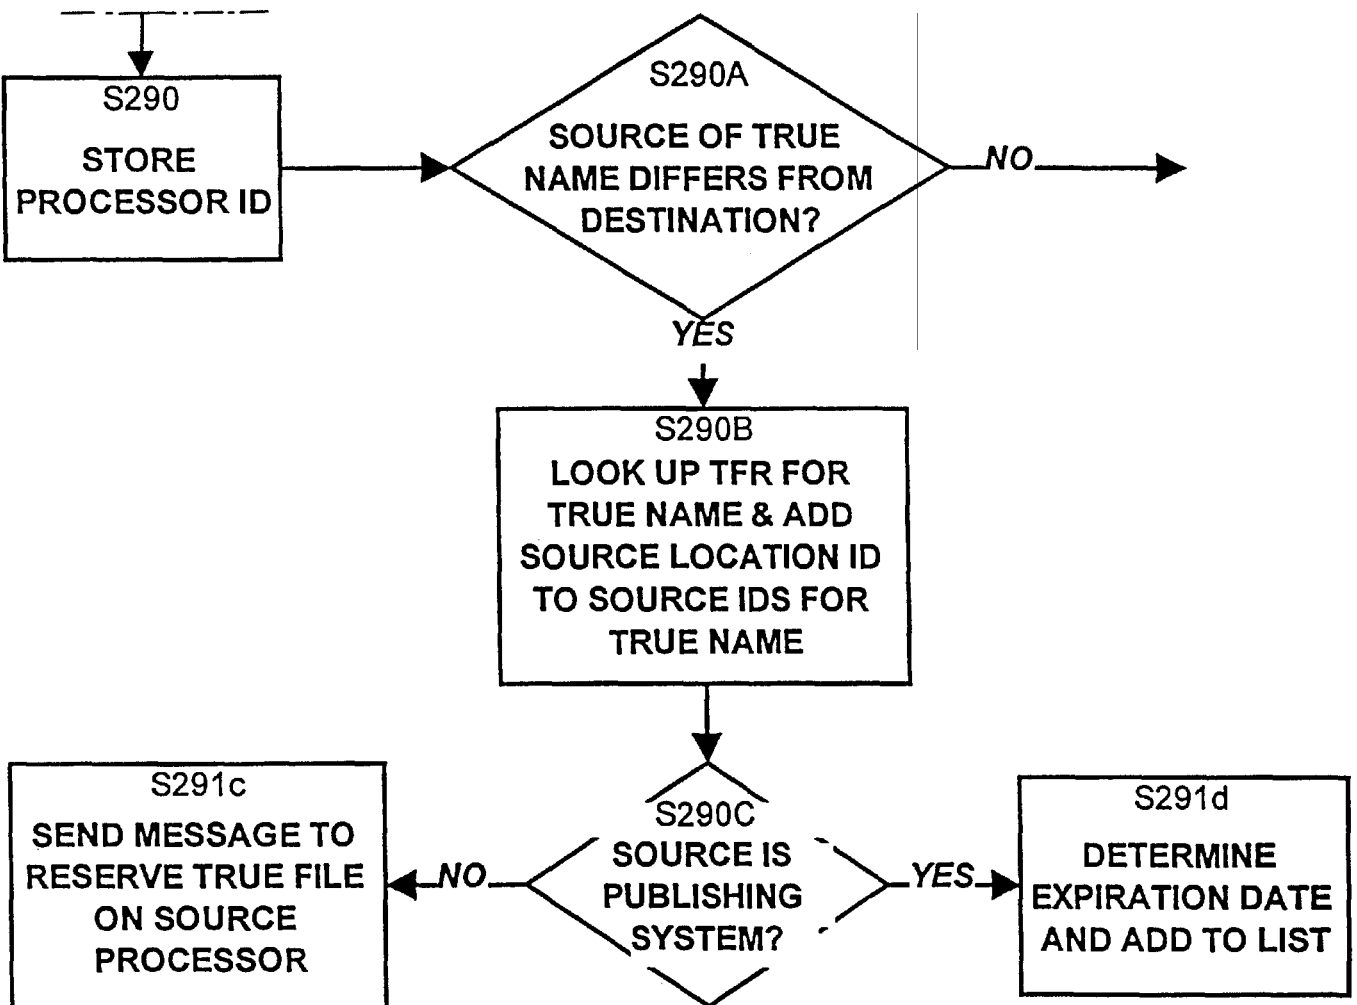 S290
STORE
PROCESSOR ID
S290A
SOURCE OF TRUE
NAME DIFFERS FROM
DESTINATION?
NO
YES
S290B
LOOK UP TFR FOR
TRUE NAME & ADD
SOURCE LOCATION ID
TO SOURCE IDS FOR
TRUE NAME
S291c
SEND MESSAGE TO
RESERVE TRUE FILE
ON SOURCE
PROCESSOR
NO
S290C
SOURCE IS
PUBLISHING
SYSTEM?
YES
S291d
DETERMINE
EXPIRATION DATE
AND ADD TO LIST